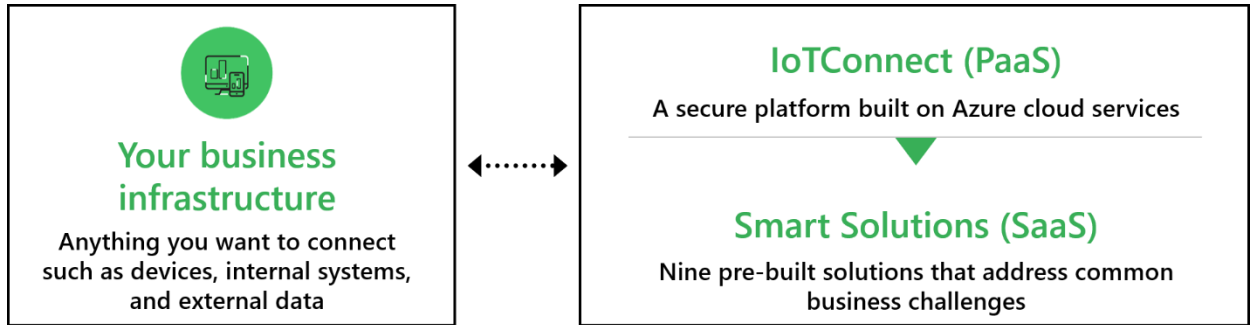 Your business
infrastructure
Anything you want to connect
such as devices, internal systems,
and external data
IoTConnect (PaaS)
A secure platform built on Azure cloud services
Smart Solutions (SaaS)
Nine pre-built solutions that address common
business challenges